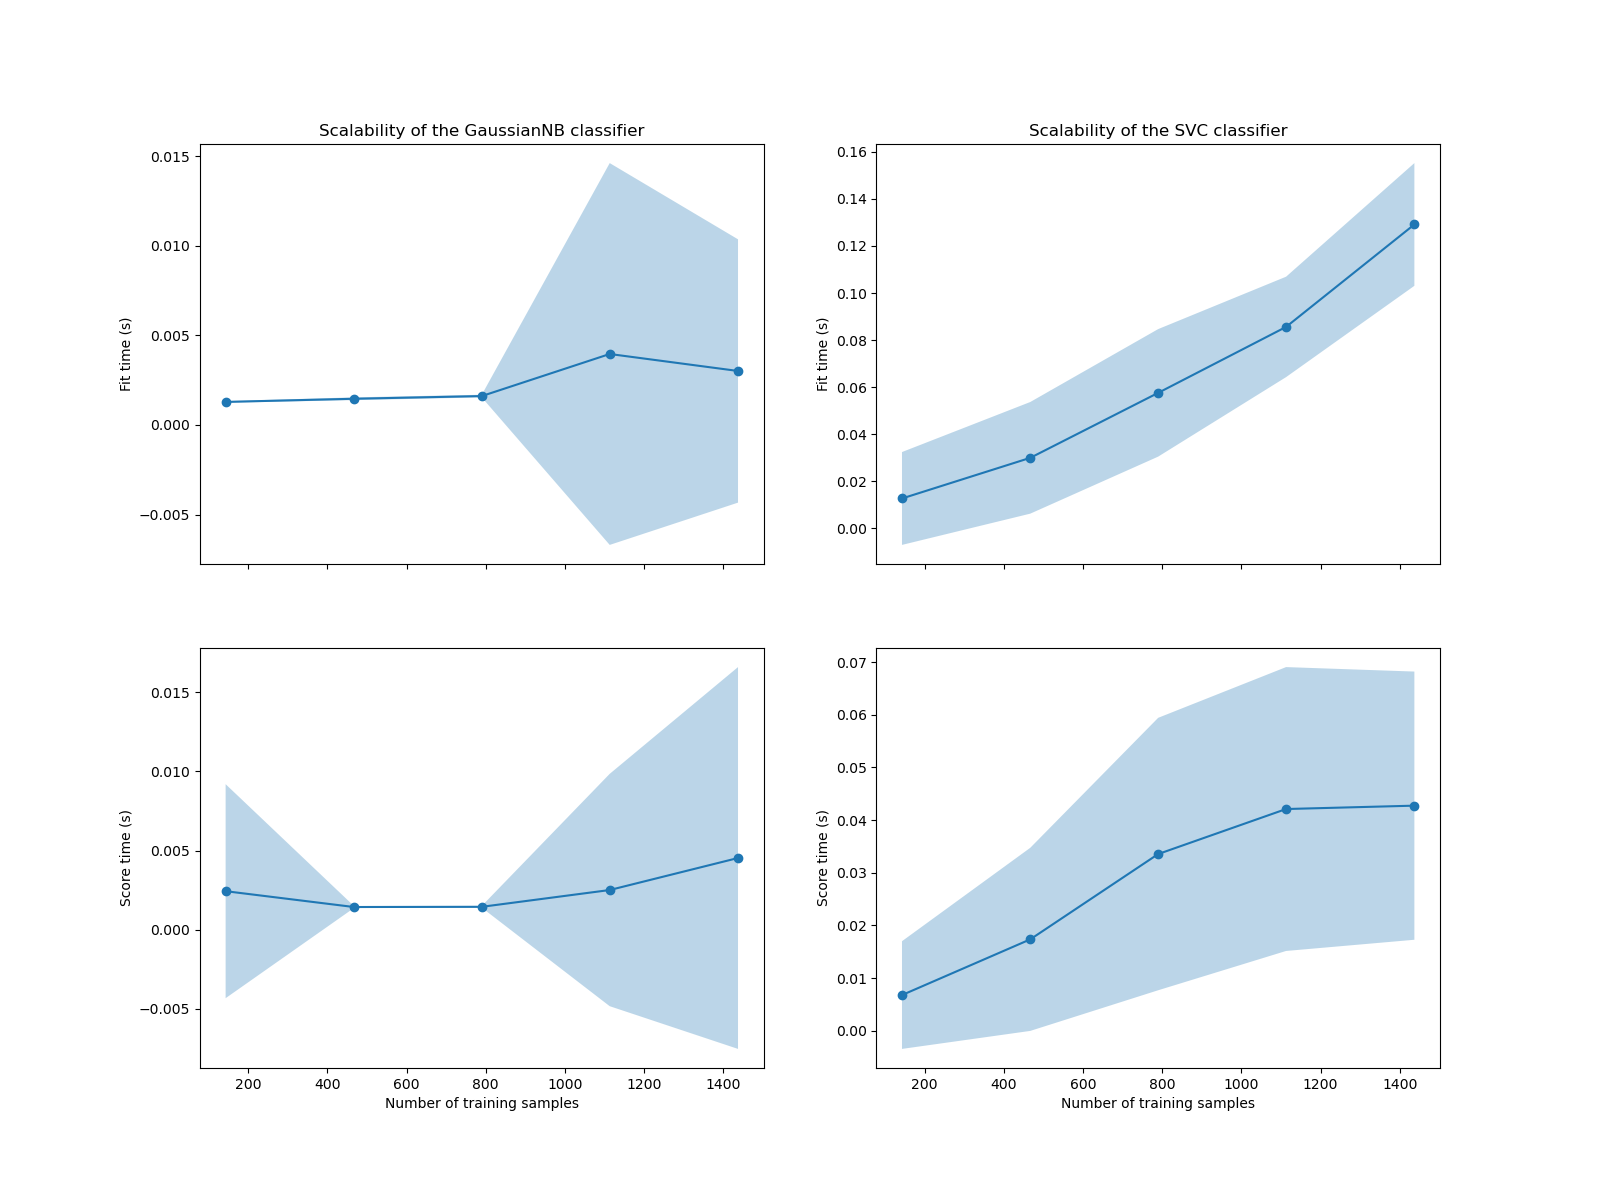 Scalability of the GaussianNB classifier
0.015
0.010
0.005
0.000
−0.005
Fit time (s)
Scalability of the SVC classifier
0.16
0.14
0.12
0.10
0.08
0.06
0.04
0.02
0.00
Fit time (s)
0.015
0.010
0.005
0.000
−0.005
Score time (s)
200 400 600 800 1000 1200 1400
Number of training samples
0.07
0.06
0.05
0.04
0.03
0.02
0.01
0.00
Score time (s)
200 400 600 800 1000 1200 1400
Number of training samples